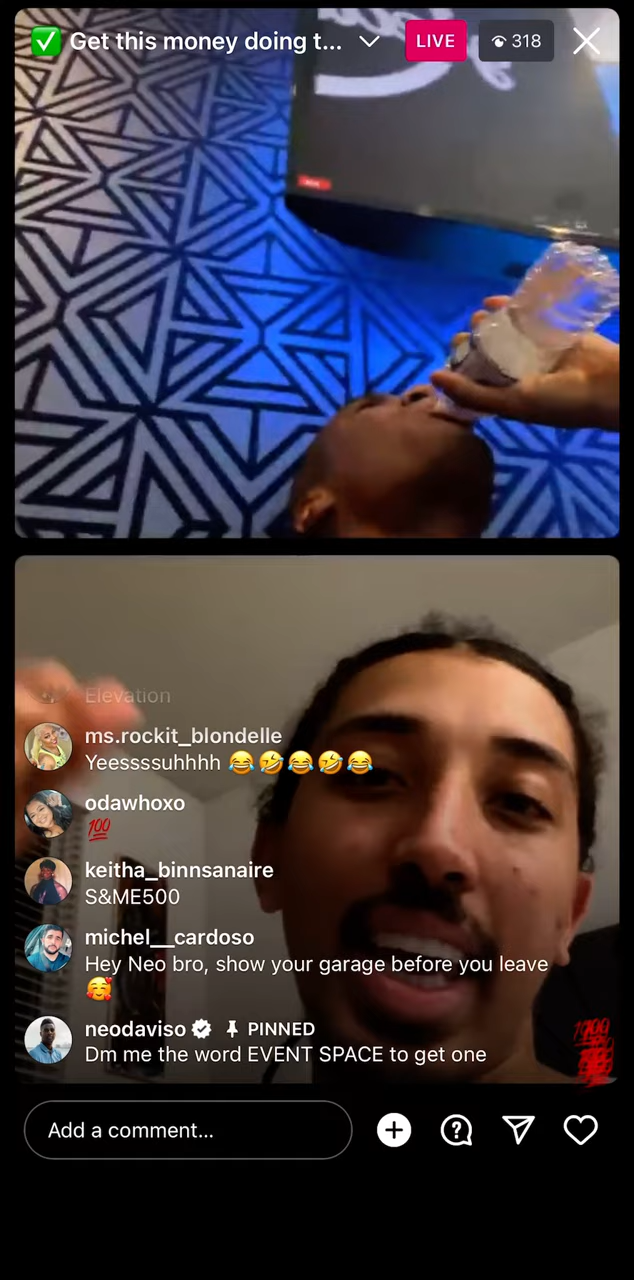 ✅ Get this money doing t...
LIVE
318
Elevation
ms.rockit_blondelle
Yeessssuhhhh 😂🤣😂🤣😂
odawhoxo
💯
keitha_binnsanaire
S&ME500
michel__cardoso
Hey Neo bro, show your garage before you leave
🥰
neodaviso PINNED
Dm me the word EVENT SPACE to get one
Add a comment...